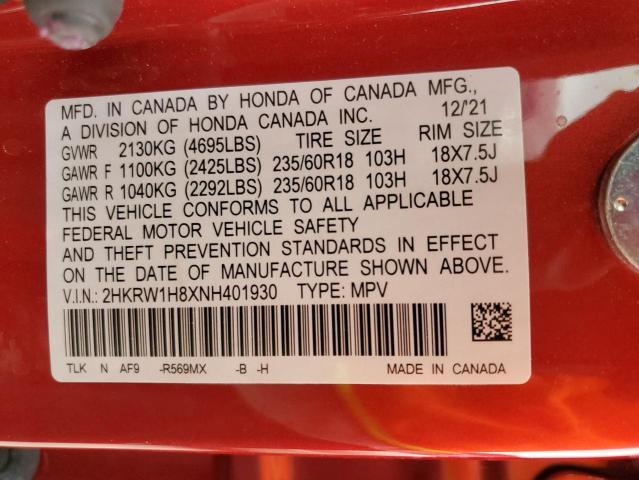 MFD. IN CANADA BY HONDA OF CANADA MFG.,
A DIVISION OF HONDA CANADA INC. 12/'21
GVWR 2130KG (4695LBS) TIRE SIZE RIM SIZE
GAWR F 1100KG (2425LBS) 235/60R18 103H 18X7.5J
GAWR R 1040KG (2292LBS) 235/60R18 103H 18X7.5J
THIS VEHICLE CONFORMS TO ALL APPLICABLE
FEDERAL MOTOR VEHICLE SAFETY
AND THEFT PREVENTION STANDARDS IN EFFECT
ON THE DATE OF MANUFACTURE SHOWN ABOVE.
V.I.N.: 2HKRW1H8XNH401930 TYPE: MPV
TLK N AF9 -R569MX -B -H MADE IN CANADA